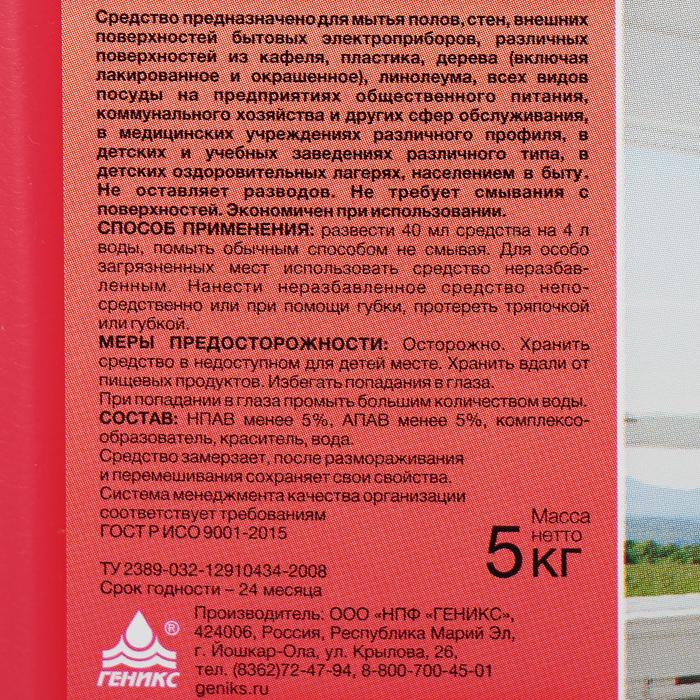 Средство предназначено для мытья полов, стен, внешних
поверхностей бытовых электроприборов, различных
поверхностей из кафеля, пластика, дерева (включая
лакированное и окрашенное), линолеума, всех видов
посуды на предприятиях общественного питания,
коммунального хозяйства и других сфер обслуживания,
в медицинских учреждениях различного профиля, в
детских и учебных заведениях различного типа, в
детских оздоровительных лагерях, населением в быту.
Не оставляет разводов. Не требует смывания с
поверхностей. Экономичен при использовании.
СПОСОБ ПРИМЕНЕНИЯ: развести 40 мл средства на 4 л
воды, помыть обычным способом не смывая. Для особо
загрязненных мест использовать средство неразбав-
ленным. Нанести неразбавленное средство непо-
средственно или при помощи губки, протереть тряпочкой
или губкой.
МЕРЫ ПРЕДОСТОРОЖНОСТИ: Осторожно. Хранить
средство в недоступном для детей месте. Хранить вдали от
пищевых продуктов. Избегать попадания в глаза.
При попадании в глаза промыть большим количеством воды.
СОСТАВ: НПАВ менее 5%, АПАВ менее 5%, комплексо-
образователь, краситель, вода.
Средство замерзает, после размораживания
и перемешивания сохраняет свои свойства.
Система менеджмента качества организации
соответствует требованиям
ГОСТ Р ИСО 9001-2015
Масса
нетто
5 кг
ТУ 2389-032-12910434-2008
Срок годности – 24 месяца
Производитель: ООО «НПФ «ГЕНИКС»,
424006, Россия, Республика Марий Эл,
г. Йошкар-Ола, ул. Крылова, 26,
тел. (8362)72-47-94, 8-800-700-45-01
geniks.ru
®
ГЕНИКС